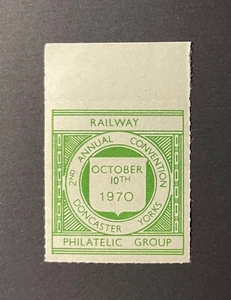 RAILWAY
2ND ANNUAL CONVENTION
OCTOBER
10TH
1970
DONCASTER YORKS
PHILATELIC GROUP